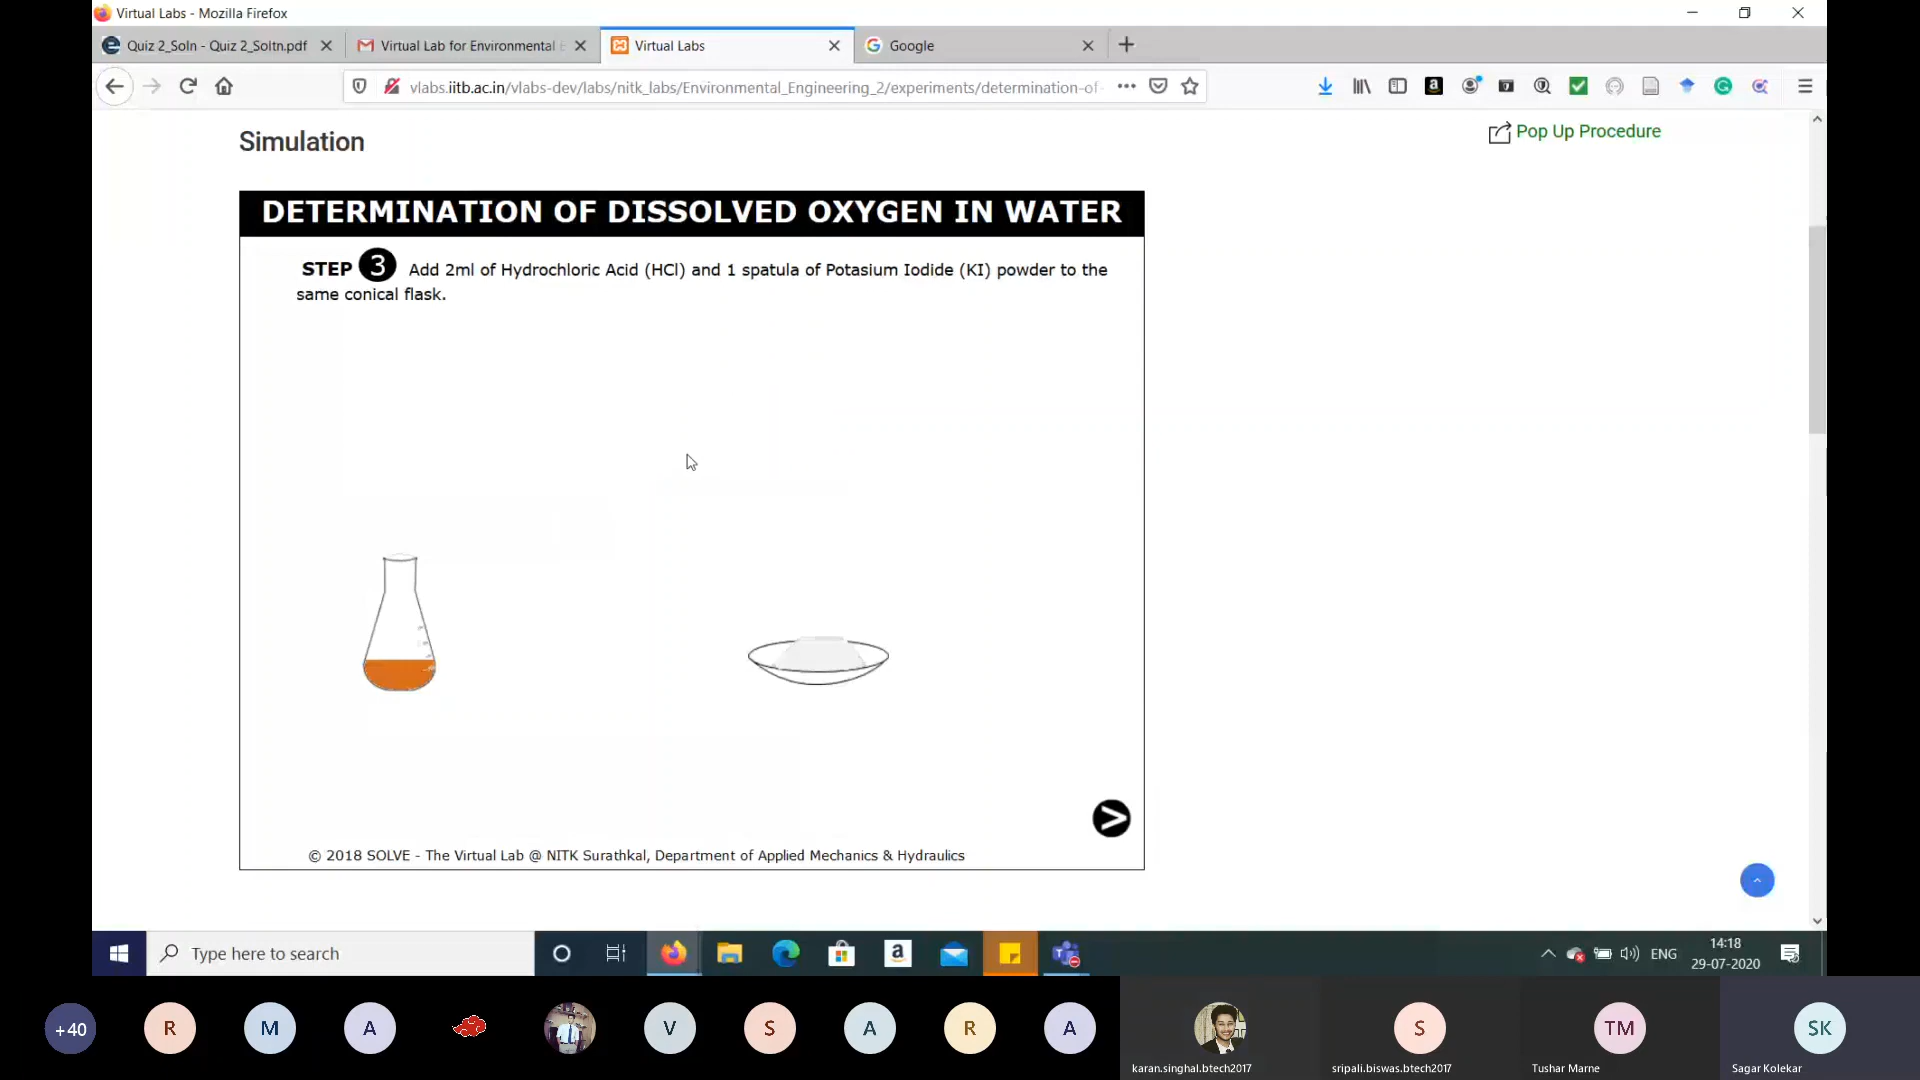 Virtual Labs - Mozilla Firefox
Quiz 2_Soln - Quiz 2_Soltn.pdf
Virtual Lab for Environmental
Virtual Labs
Google
vlabs.iitb.ac.in/vlabs-dev/labs/nitk_labs/Environmental_Engineering_2/experiments/determination-of-
Simulation
Pop Up Procedure
DETERMINATION OF DISSOLVED OXYGEN IN WATER
STEP 3 Add 2ml of Hydrochloric Acid (HCl) and 1 spatula of Potasium Iodide (KI) powder to the
same conical flask.
>
© 2018 SOLVE - The Virtual Lab @ NITK Surathkal, Department of Applied Mechanics & Hydraulics
Type here to search
ENG
14:18
29-07-2020
+40
R
M
A
V
S
A
R
A
S
TM
SK
karan.singhal.btech2017
sripali.biswas.btech2017
Tushar Marne
Sagar Kolekar